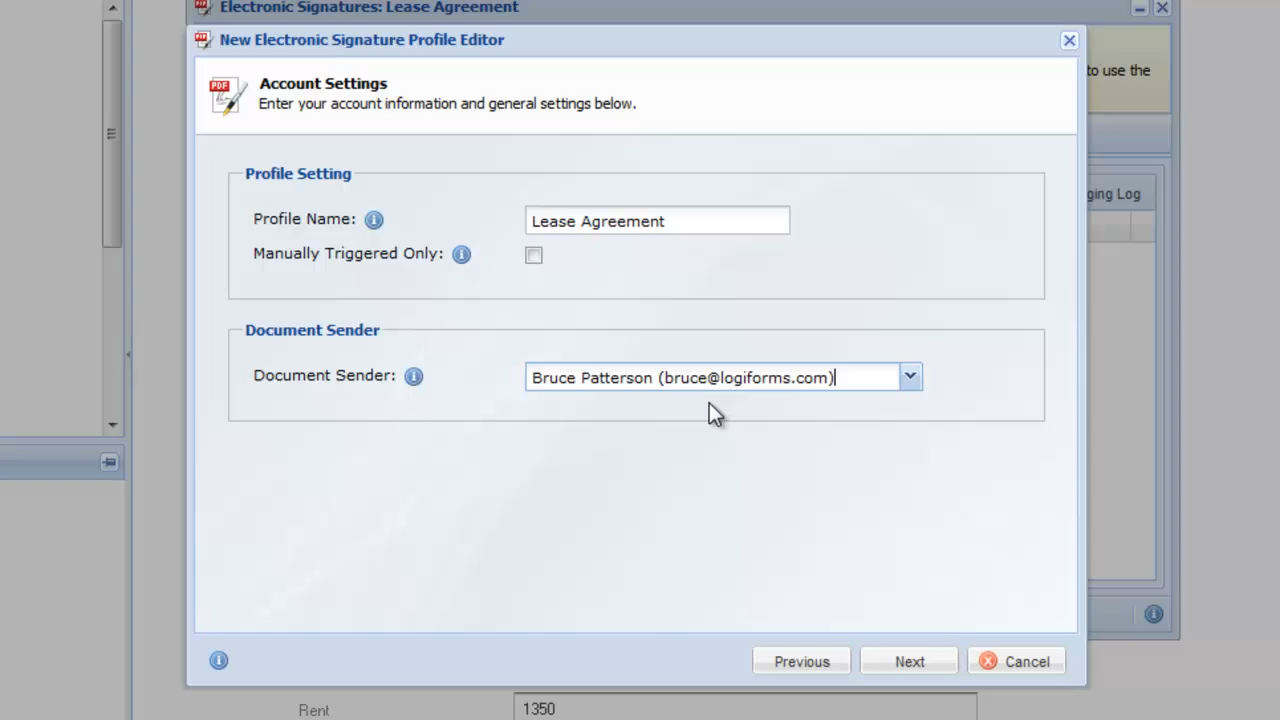 Electronic Signatures: Lease Agreement
New Electronic Signature Profile Editor
to use the
PDF
Account Settings
Enter your account information and general settings below.
Profile Setting
Profile Name:
Lease Agreement
ging Log
Manually Triggered Only:
Document Sender
Document Sender:
Bruce Patterson (bruce@logiforms.com)
Previous
Next
Cancel
Rent
1350